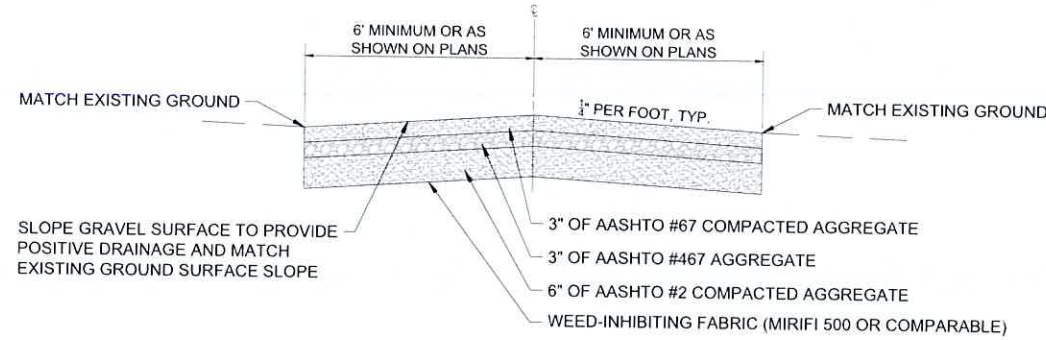 ℄
6' MINIMUM OR AS
SHOWN ON PLANS
6' MINIMUM OR AS
SHOWN ON PLANS
MATCH EXISTING GROUND
1/4" PER FOOT, TYP.
MATCH EXISTING GROUND
SLOPE GRAVEL SURFACE TO PROVIDE
POSITIVE DRAINAGE AND MATCH
EXISTING GROUND SURFACE SLOPE
3" OF AASHTO #67 COMPACTED AGGREGATE
3" OF AASHTO #467 AGGREGATE
6" OF AASHTO #2 COMPACTED AGGREGATE
WEED-INHIBITING FABRIC (MIRIFI 500 OR COMPARABLE)